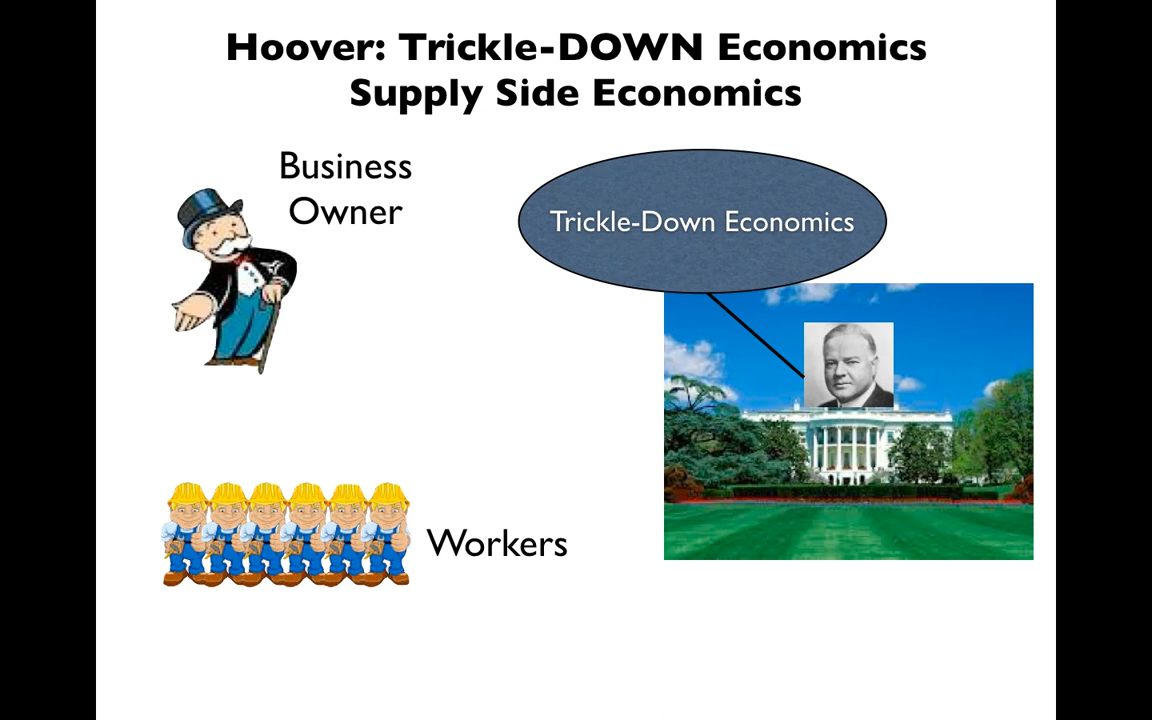 Hoover: Trickle-DOWN Economics
Supply Side Economics
Business
Owner
Trickle-Down Economics
Workers